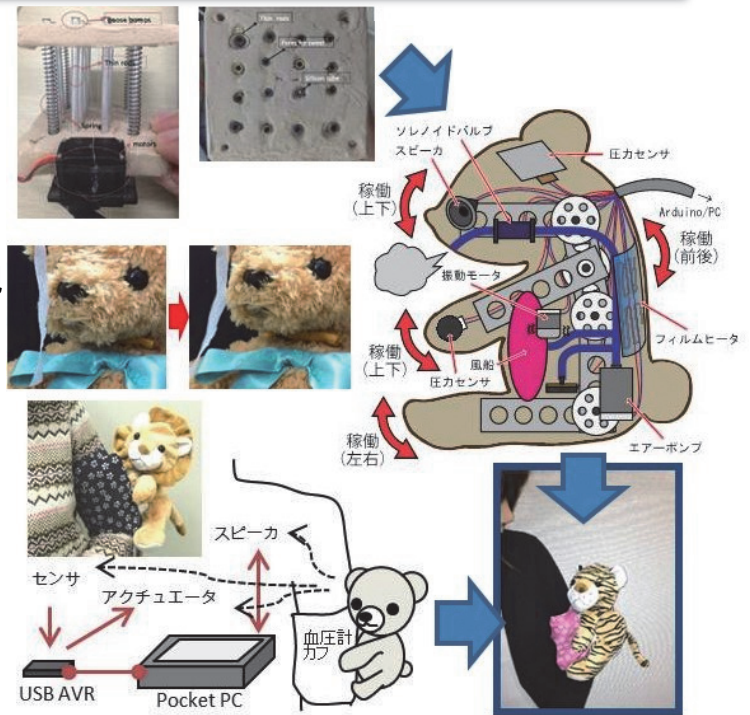 Goose bumps
Thin rods
Spring
motors
Thin rods
Silicon tube
ソレノイドバルブ
スピーカ
圧力センサ
稼働
(上下)
Arduino/PC
稼働
(前後)
振動モータ
フィルムヒータ
稼働
(上下)
風船
圧力センサ
稼働
(左右)
エアーポンプ
スピーカ
センサ
アクチュエータ
血圧計
カフ
USB AVR
Pocket PC